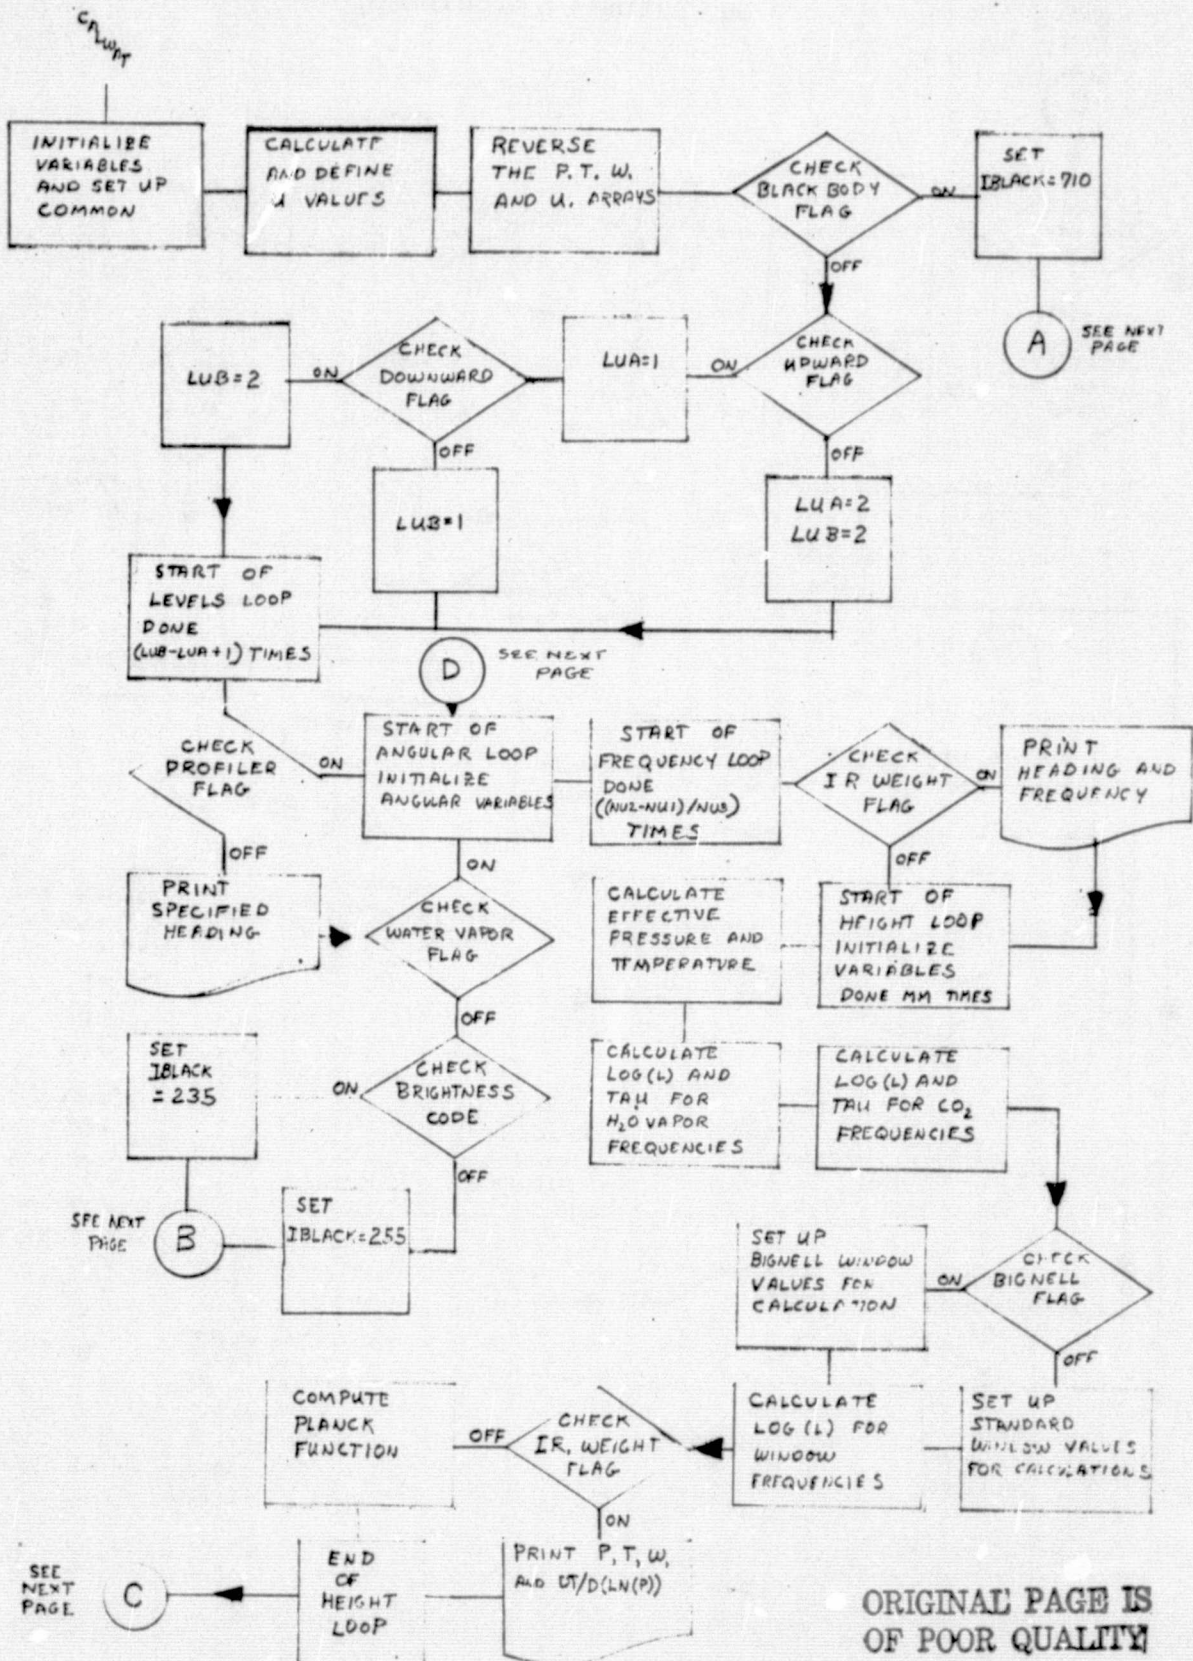 CALWAT
INITIALIZE
VARIABLES
AND SET UP
COMMON
CALCULATE
AND DEFINE
U VALUES
REVERSE
THE P. T. W.
AND U. ARRAYS
CHECK
BLACK BODY
FLAG
ON
SET
IBLACK=710
OFF
A
SEE NEXT
PAGE
CHECK
UPWARD
FLAG
ON
LUA=1
CHECK
DOWNWARD
FLAG
ON
LUB=2
OFF
OFF
LUB=1
LUA=2
LUB=2
START OF
LEVELS LOOP
DONE
(LUB-LUA+1) TIMES
D
SEE NEXT
PAGE
CHECK
PROFILER
FLAG
ON
START OF
ANGULAR LOOP
INITIALIZE
ANGULAR VARIABLES
START OF
FREQUENCY LOOP
DONE
((NU2-NU1)/NUS)
TIMES
CHECK
IR WEIGHT
FLAG
ON
PRINT
HEADING AND
FREQUENCY
OFF
ON
OFF
PRINT
SPECIFIED
HEADING
CHECK
WATER VAPOR
FLAG
CALCULATE
EFFECTIVE
PRESSURE AND
TEMPERATURE
START OF
HEIGHT LOOP
INITIALIZE
VARIABLES
DONE MM TIMES
OFF
SET
IBLACK
= 235
ON
CHECK
BRIGHTNESS
CODE
CALCULATE
LOG(L) AND
TAU FOR
H2O VAPOR
FREQUENCIES
CALCULATE
LOG(L) AND
TAU FOR CO2
FREQUENCIES
OFF
SEE NEXT
PAGE
B
SET
IBLACK=255
SET UP
BIGNELL WINDOW
VALUES FOR
CALCULATION
ON
CHECK
BIGNELL
FLAG
OFF
COMPUTE
PLANCK
FUNCTION
OFF
CHECK
IR, WEIGHT
FLAG
CALCULATE
LOG (L) FOR
WINDOW
FREQUENCIES
SET UP
STANDARD
WINDOW VALUES
FOR CALCULATIONS
ON
SEE
NEXT
PAGE
C
END
OF
HEIGHT
LOOP
PRINT P, T, W,
AND DT/D(LN(P))
ORIGINAL PAGE IS
OF POOR QUALITY